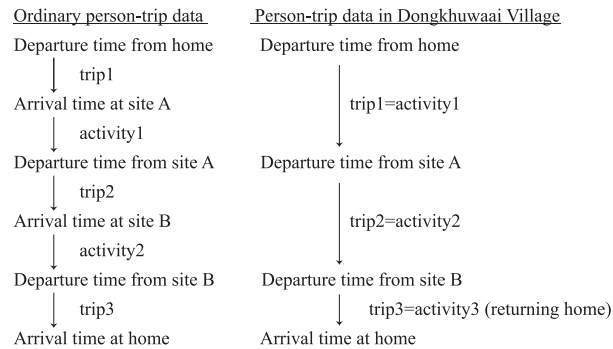 Ordinary person-trip data
Departure time from home
trip1
Arrival time at site A
activity1
Departure time from site A
trip2
Arrival time at site B
activity2
Departure time from site B
trip3
Arrival time at home
Person-trip data in Dongkhuwaai Village
Departure time from home
trip1=activity1
Departure time from site A
trip2=activity2
Departure time from site B
trip3=activity3 (returning home)
Arrival time at home